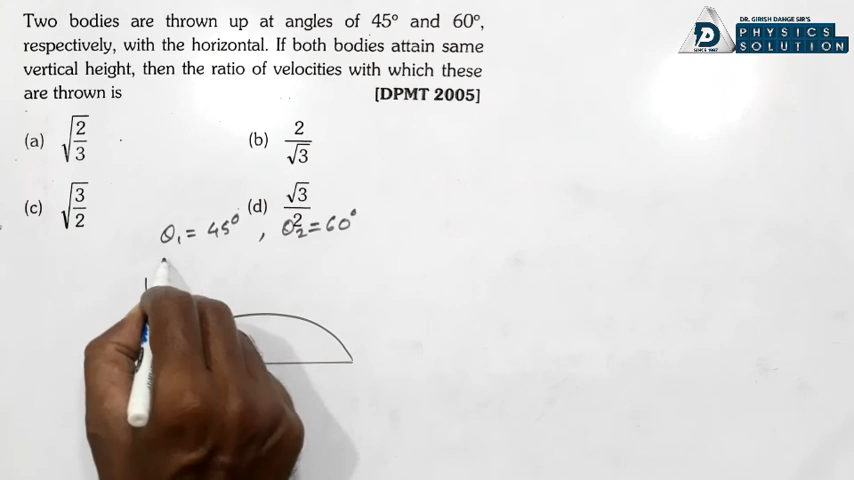 Two bodies are thrown up at angles of 45° and 60°,
respectively, with the horizontal. If both bodies attain same
vertical height, then the ratio of velocities with which these
are thrown is [DPMT 2005]
(a) √(2/3) (b) 2/√3
(c) √(3/2) (d) √3/2
θ₁ = 45° , θ₂ = 60°
DR. GIRISH DANGE SIR'S
PHYSICS
SOLUTION
D
SINCE 1987